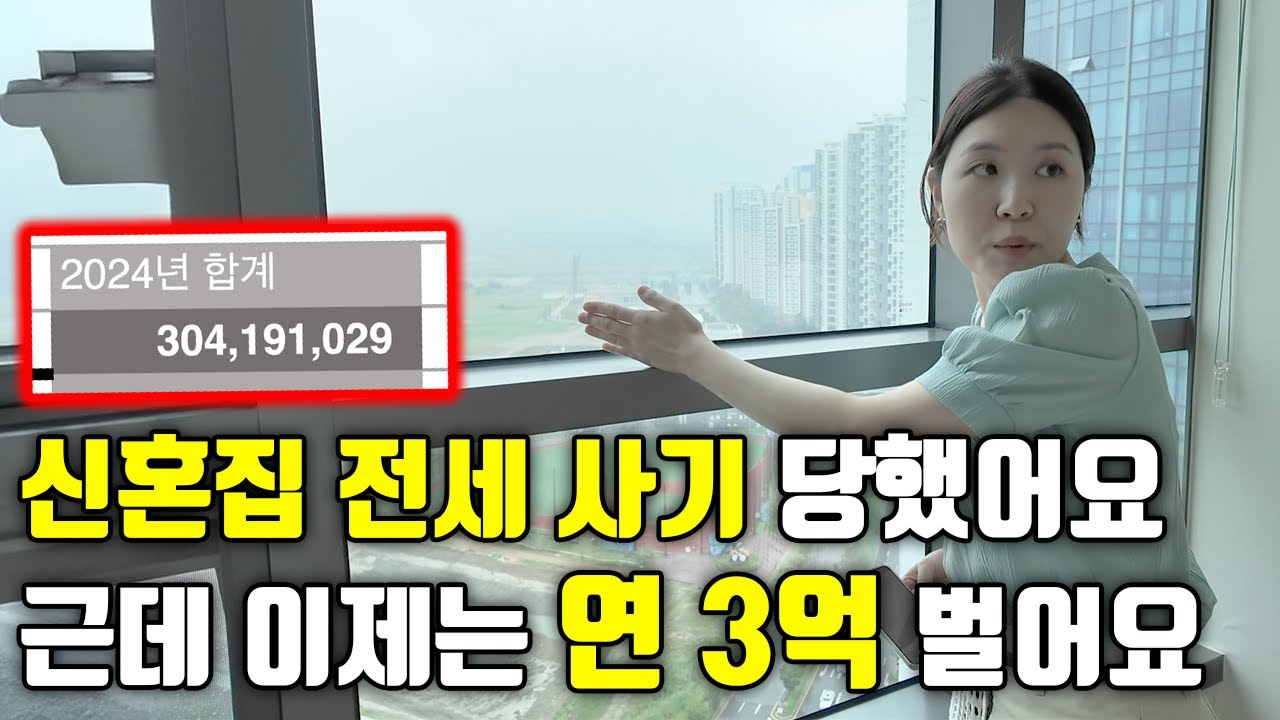 2024년 합계
304,191,029
신혼집 전세 사기 당했어요
근데 이제는 연 3억 벌어요